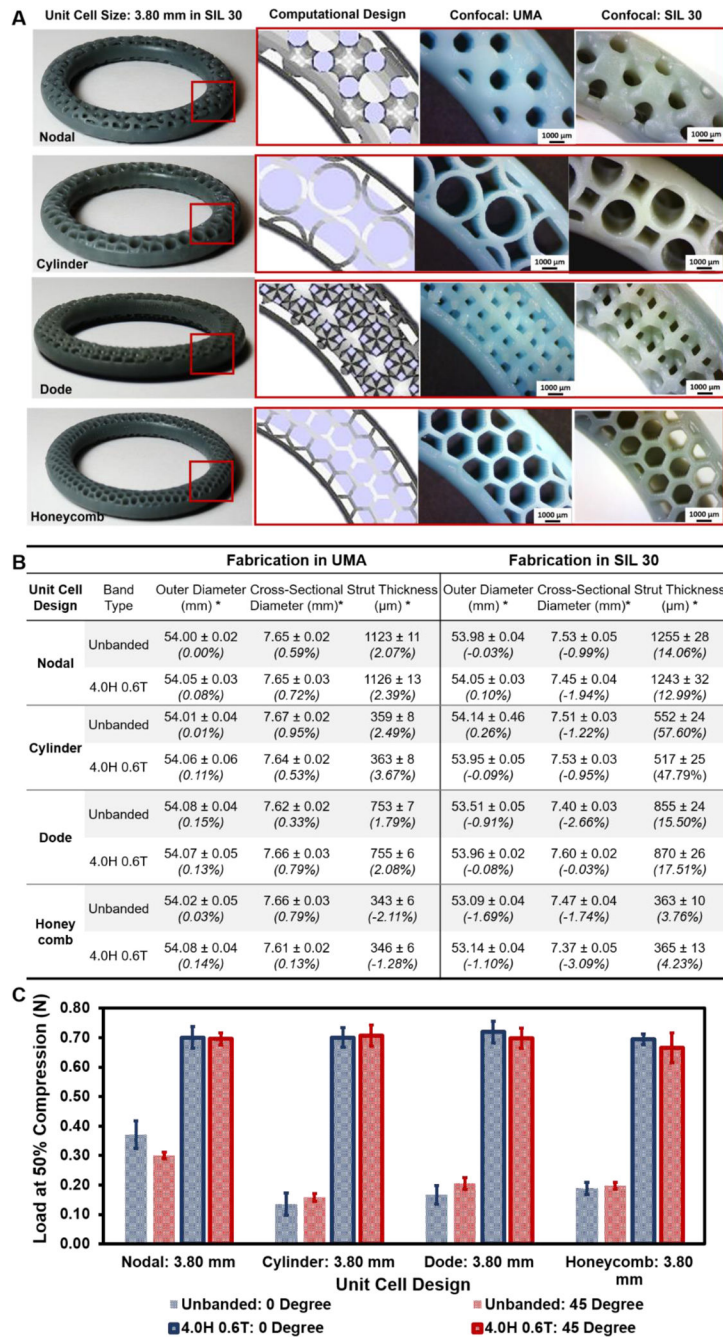 A
Unit Cell Size: 3.80 mm in SIL 30
Computational Design
Confocal: UMA
Confocal: SIL 30
Nodal
1000 µm
1000 µm
Cylinder
1000 µm
1000 µm
Dode
1000 µm
1000 µm
Honeycomb
1000 µm
1000 µm
B
Fabrication in UMA
Fabrication in SIL 30
Unit Cell Design
Band Type
Outer Diameter (mm) *
Cross-Sectional Diameter (mm)*
Strut Thickness (µm) *
Outer Diameter (mm) *
Cross-Sectional Diameter (mm)*
Strut Thickness (µm) *
Nodal
Unbanded 54.00 ± 0.02 7.65 ± 0.02 1123 ± 11 53.98 ± 0.04 7.53 ± 0.05 1255 ± 28
(0.00%) (0.59%) (2.07%) (-0.03%) (-0.99%) (14.06%)
4.0H 0.6T 54.05 ± 0.03 7.65 ± 0.03 1126 ± 13 54.05 ± 0.03 7.45 ± 0.04 1243 ± 32
(0.08%) (0.72%) (2.39%) (0.10%) (-1.94%) (12.99%)
Cylinder
Unbanded 54.01 ± 0.04 7.67 ± 0.02 359 ± 8 54.14 ± 0.46 7.51 ± 0.03 552 ± 24
(0.01%) (0.95%) (2.49%) (0.26%) (-1.22%) (57.60%)
4.0H 0.6T 54.06 ± 0.06 7.64 ± 0.02 363 ± 8 53.95 ± 0.05 7.53 ± 0.03 517 ± 25
(0.11%) (0.53%) (3.67%) (-0.09%) (-0.95%) (47.79%)
Dode
Unbanded 54.08 ± 0.04 7.62 ± 0.02 753 ± 7 53.51 ± 0.05 7.40 ± 0.03 855 ± 24
(0.15%) (0.33%) (1.79%) (-0.91%) (-2.66%) (15.50%)
4.0H 0.6T 54.07 ± 0.05 7.66 ± 0.03 755 ± 6 53.96 ± 0.02 7.60 ± 0.02 870 ± 26
(0.13%) (0.79%) (2.08%) (-0.08%) (-0.03%) (17.51%)
Honey
comb
Unbanded 54.02 ± 0.05 7.66 ± 0.03 343 ± 6 53.09 ± 0.04 7.47 ± 0.04 363 ± 10
(0.03%) (0.79%) (-2.11%) (-1.69%) (-1.74%) (3.76%)
4.0H 0.6T 54.08 ± 0.04 7.61 ± 0.02 346 ± 6 53.14 ± 0.04 7.37 ± 0.05 365 ± 13
(0.14%) (0.13%) (-1.28%) (-1.10%) (-3.09%) (4.23%)
C
Load at 50% Compression (N)
0.80
0.70
0.60
0.50
0.40
0.30
0.20
0.10
0.00
Nodal: 3.80 mm Cylinder: 3.80 mm Dode: 3.80 mm Honeycomb: 3.80
mm
Unit Cell Design
Unbanded: 0 Degree
Unbanded: 45 Degree
4.0H 0.6T: 0 Degree
4.0H 0.6T: 45 Degree